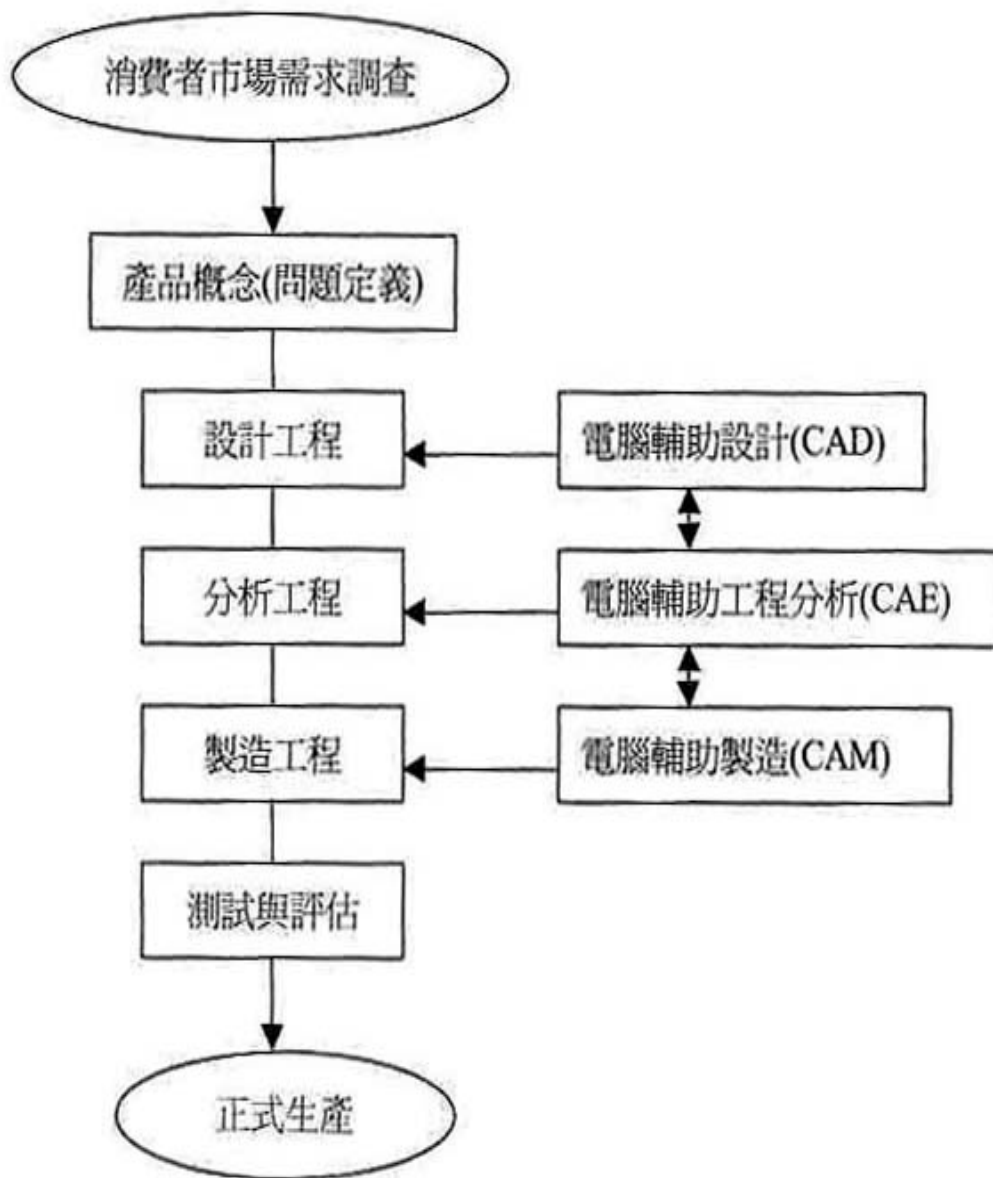 消費者市場需求調查
產品概念(問題定義)
設計工程
電腦輔助設計(CAD)
分析工程
電腦輔助工程分析(CAE)
製造工程
電腦輔助製造(CAM)
測試與評估
正式生產